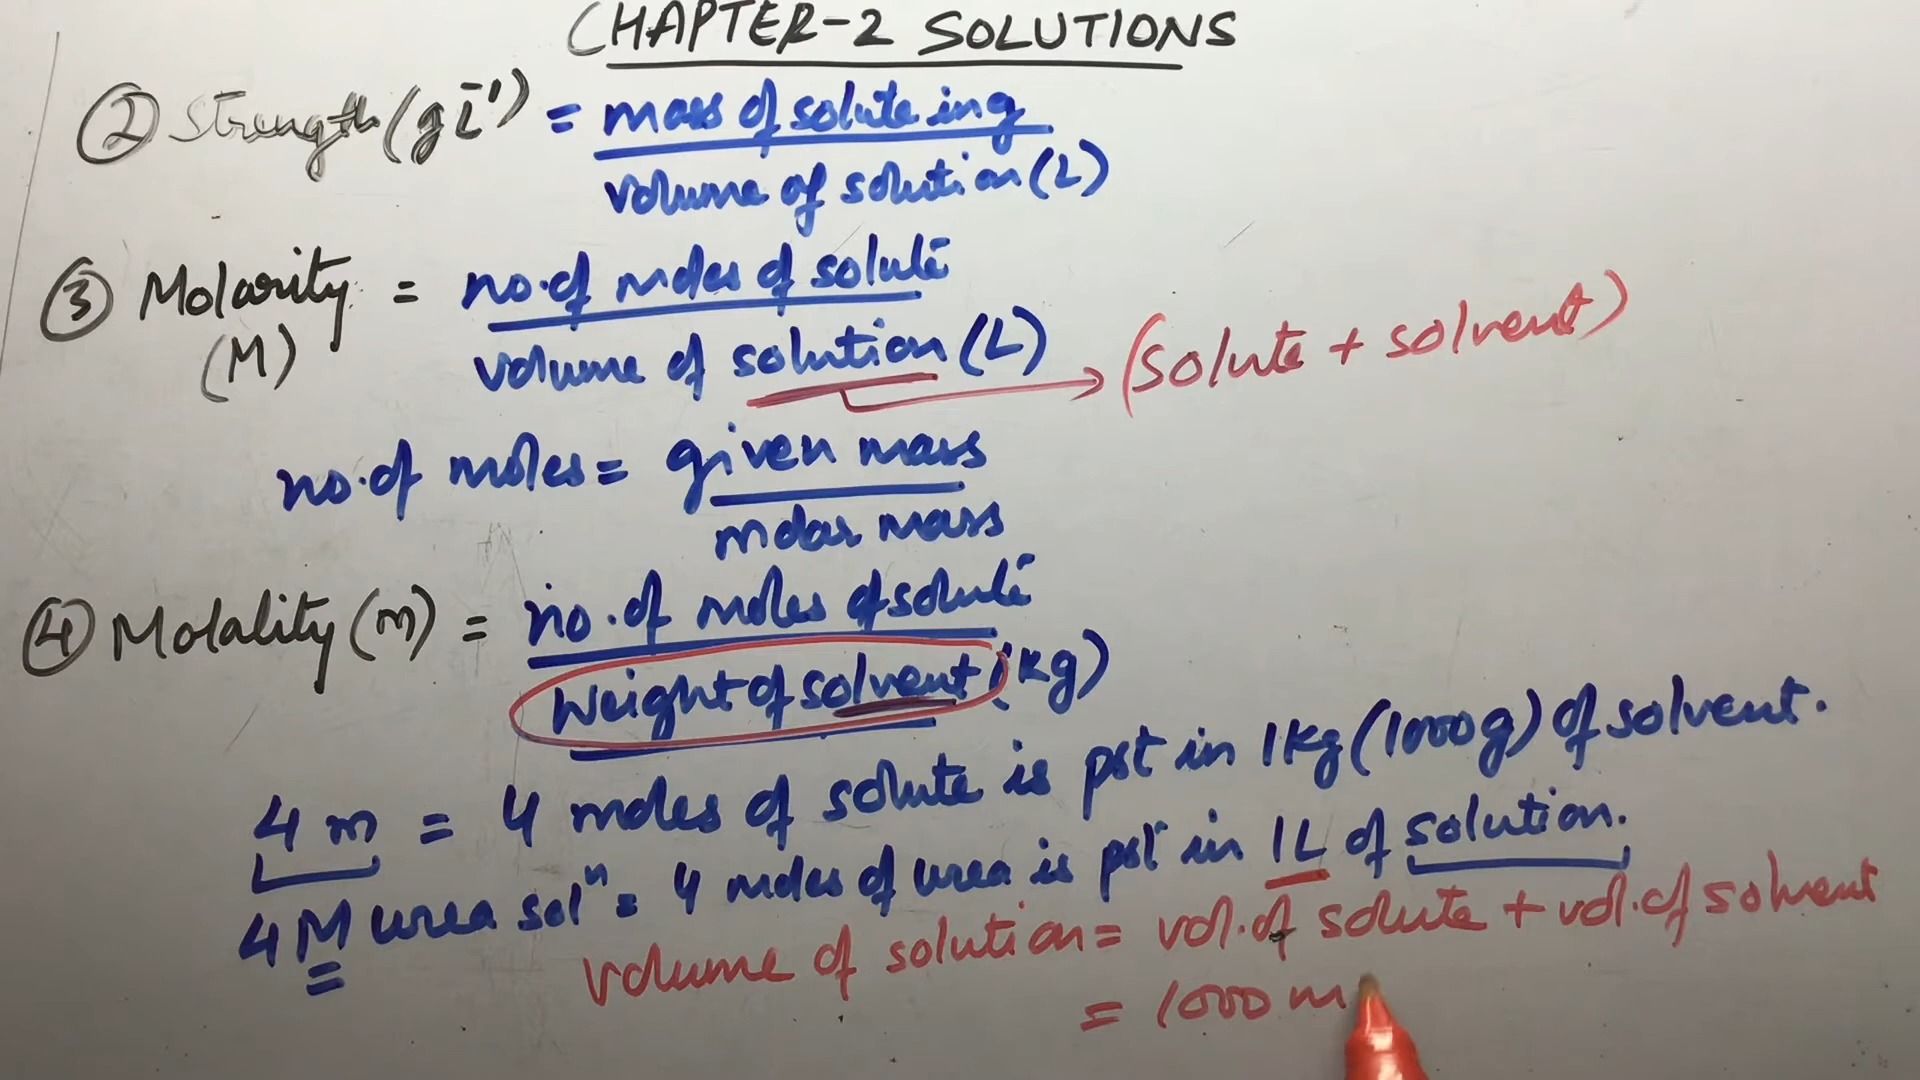 CHAPTER-2 SOLUTIONS
② Strength (g L⁻¹) = mass of solute in g
volume of solution (L)
③ Molarity = no. of moles of solute
(M) volume of solution (L) → (solute + solvent)
no. of moles = given mass
molar mass
④ Molality (m) = no. of moles of solute
Weight of solvent (kg)
4 m = 4 moles of solute is pst in 1 kg (1000g) of solvent.
4 M urea solⁿ = 4 moles of urea is pst in 1L of solution.
volume of solution = vol. of solute + vol. of solvent
= 1000 m